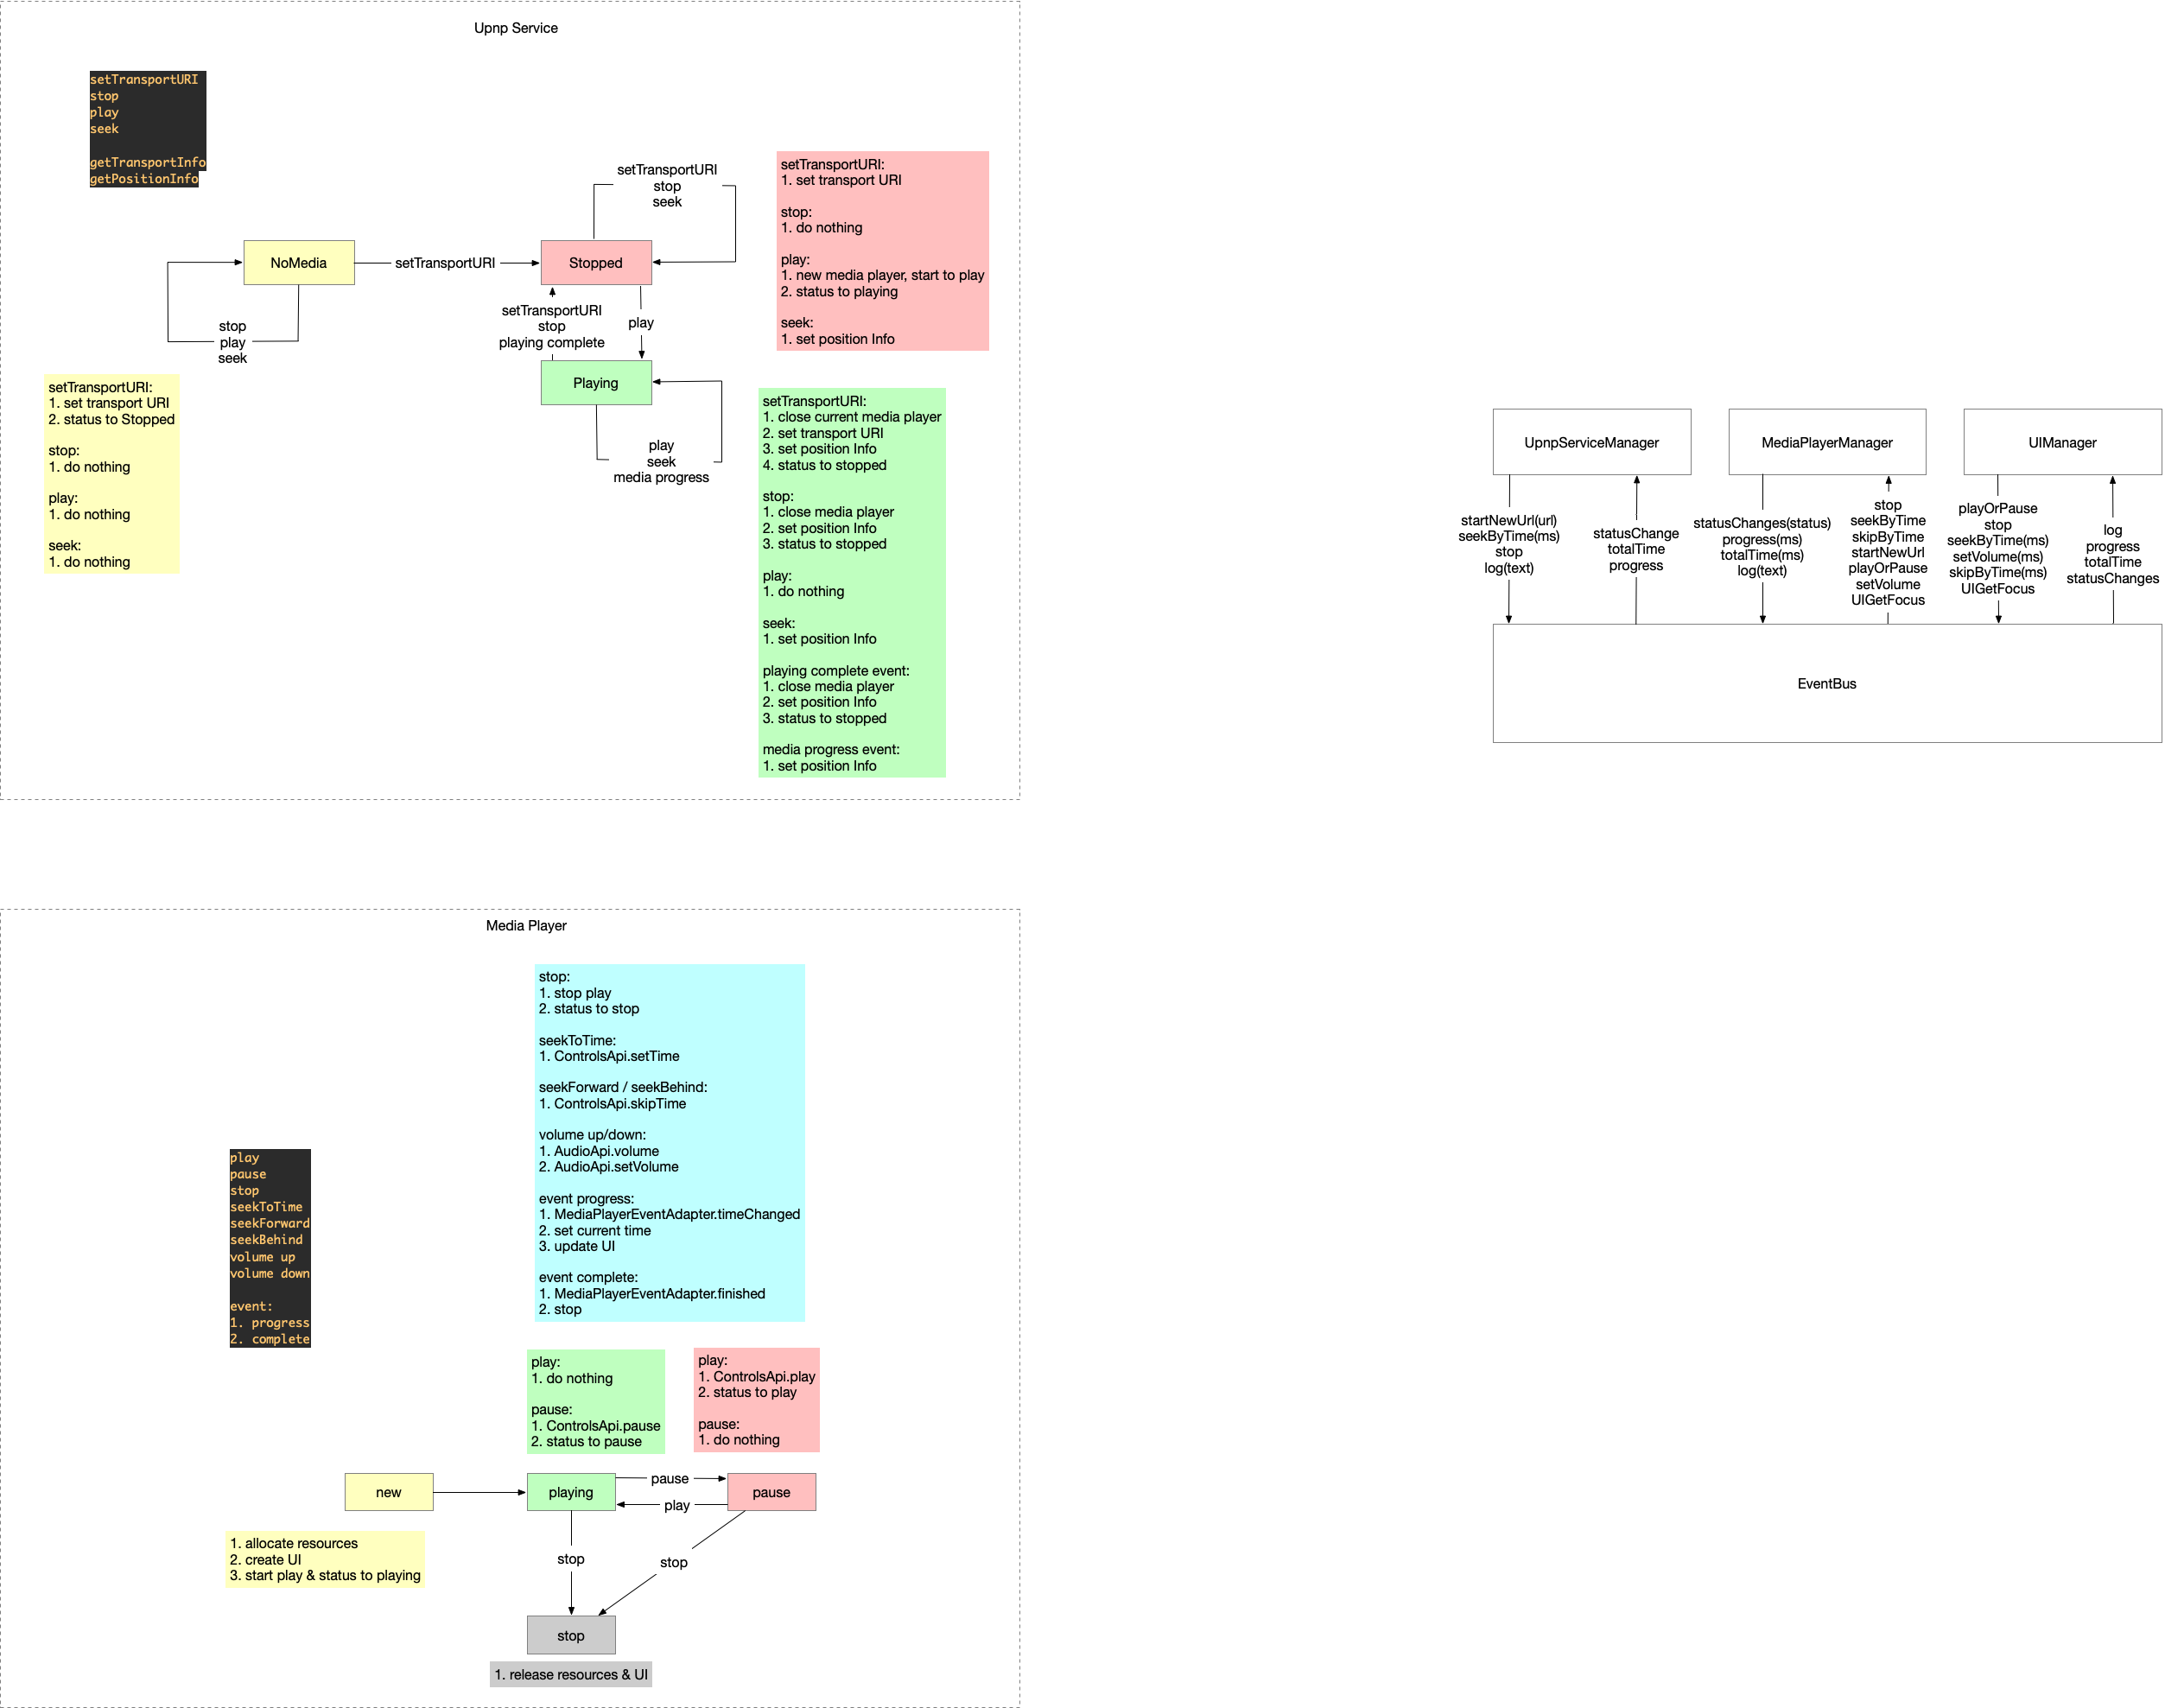 Upnp Service
setTransportURI
stop
play
seek
getTransportInfo
getPositionInfo
setTransportURI
stop
seek
NoMedia
setTransportURI
Stopped
stop
play
seek
setTransportURI
stop
playing complete
play
Playing
play
seek
media progress
setTransportURI:
1. set transport URI
2. status to Stopped
stop:
1. do nothing
play:
1. do nothing
seek:
1. do nothing
setTransportURI:
1. set transport URI
stop:
1. do nothing
play:
1. new media player, start to play
2. status to playing
seek:
1. set position Info
setTransportURI:
1. close current media player
2. set transport URI
3. set position Info
4. status to stopped
stop:
1. close media player
2. set position Info
3. status to stopped
play:
1. do nothing
seek:
1. set position Info
playing complete event:
1. close media player
2. set position Info
3. status to stopped
media progress event:
1. set position Info
UpnpServiceManager
MediaPlayerManager
UIManager
startNewUrl(url)
seekByTime(ms)
stop
log(text)
statusChange
totalTime
progress
statusChanges(status)
progress(ms)
totalTime(ms)
log(text)
stop
seekByTime
skipByTime
startNewUrl
playOrPause
setVolume
UIGetFocus
playOrPause
stop
seekByTime(ms)
setVolume(ms)
skipByTime(ms)
UIGetFocus
log
progress
totalTime
statusChanges
EventBus
Media Player
stop:
1. stop play
2. status to stop
seekToTime:
1. ControlsApi.setTime
seekForward / seekBehind:
1. ControlsApi.skipTime
volume up/down:
1. AudioApi.volume
2. AudioApi.setVolume
event progress:
1. MediaPlayerEventAdapter.timeChanged
2. set current time
3. update UI
event complete:
1. MediaPlayerEventAdapter.finished
2. stop
play
pause
stop
seekToTime
seekForward
seekBehind
volume up
volume down
event:
1. progress
2. complete
play:
1. do nothing
pause:
1. ControlsApi.pause
2. status to pause
play:
1. ControlsApi.play
2. status to play
pause:
1. do nothing
new
playing
pause
play
pause
1. allocate resources
2. create UI
3. start play & status to playing
stop
stop
stop
1. release resources & UI